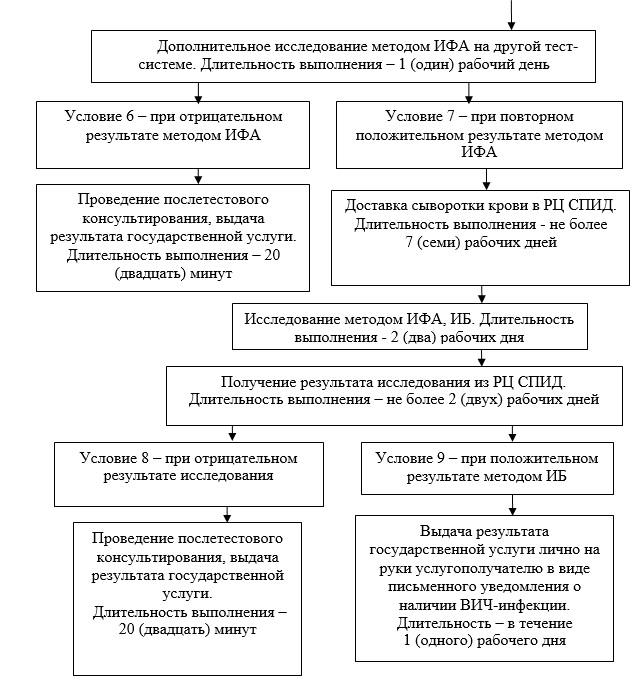 Дополнительное исследование методом ИФА на другой тест-
системе. Длительность выполнения – 1 (один) рабочий день
Условие 6 – при отрицательном
результате методом ИФА
Условие 7 – при повторном
положительном результате методом
ИФА
Проведение послетестового
консультирования, выдача
результата государственной услуги.
Длительность выполнения – 20
(двадцать) минут
Доставка сыворотки крови в РЦ СПИД.
Длительность выполнения - не более
7 (семи) рабочих дней
Исследование методом ИФА, ИБ. Длительность
выполнения - 2 (два) рабочих дня
Получение результата исследования из РЦ СПИД.
Длительность выполнения – не более 2 (двух) рабочих дней
Условие 8 – при отрицательном
результате исследования
Условие 9 – при положительном
результате методом ИБ
Проведение послетестового
консультирования, выдача
результата государственной
услуги.
Длительность выполнения –
20 (двадцать) минут
Выдача результата
государственной услуги лично на
руки услугополучателю в виде
письменного уведомления о
наличии ВИЧ-инфекции.
Длительность – в течение
1 (одного) рабочего дня